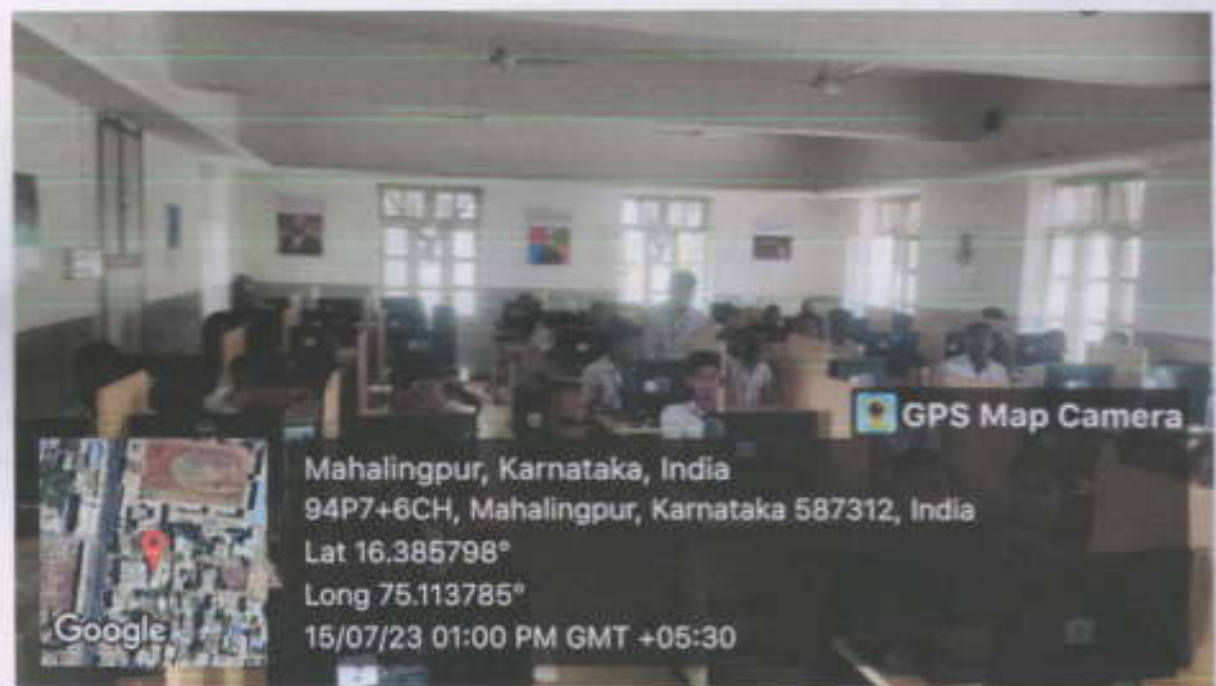 GPS Map Camera
Mahalingpur, Karnataka, India
94P7+6CH, Mahalingpur, Karnataka 587312, India
Lat 16.385798°
Long 75.113785°
15/07/23 01:00 PM GMT +05:30
Google